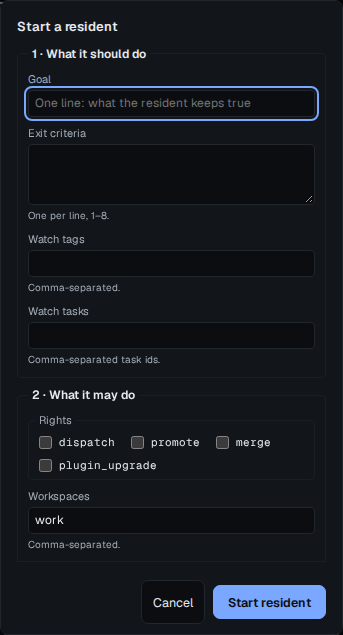 Start a resident
1 · What it should do
Goal
One line: what the resident keeps true
Exit criteria
One per line, 1–8.
Watch tags
Comma-separated.
Watch tasks
Comma-separated task ids.
2 · What it may do
Rights
dispatch promote merge
plugin_upgrade
Workspaces
work
Comma-separated.
Cancel Start resident